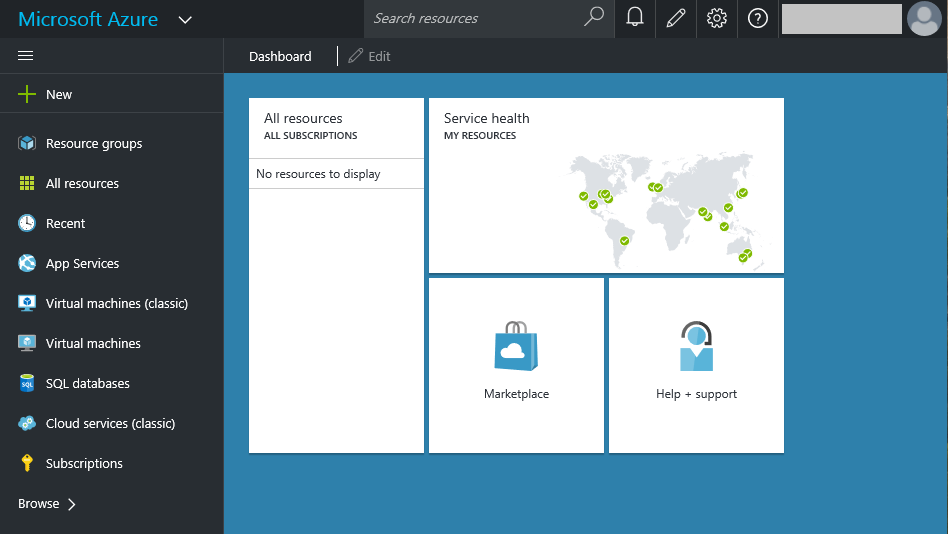 Microsoft Azure
Search resources
Dashboard
Edit
New
Resource groups
All resources
Recent
App Services
Virtual machines (classic)
Virtual machines
SQL databases
SQL
Cloud services (classic)
Subscriptions
Browse
All resources
ALL SUBSCRIPTIONS
No resources to display
Service health
MY RESOURCES
Marketplace
Help + support